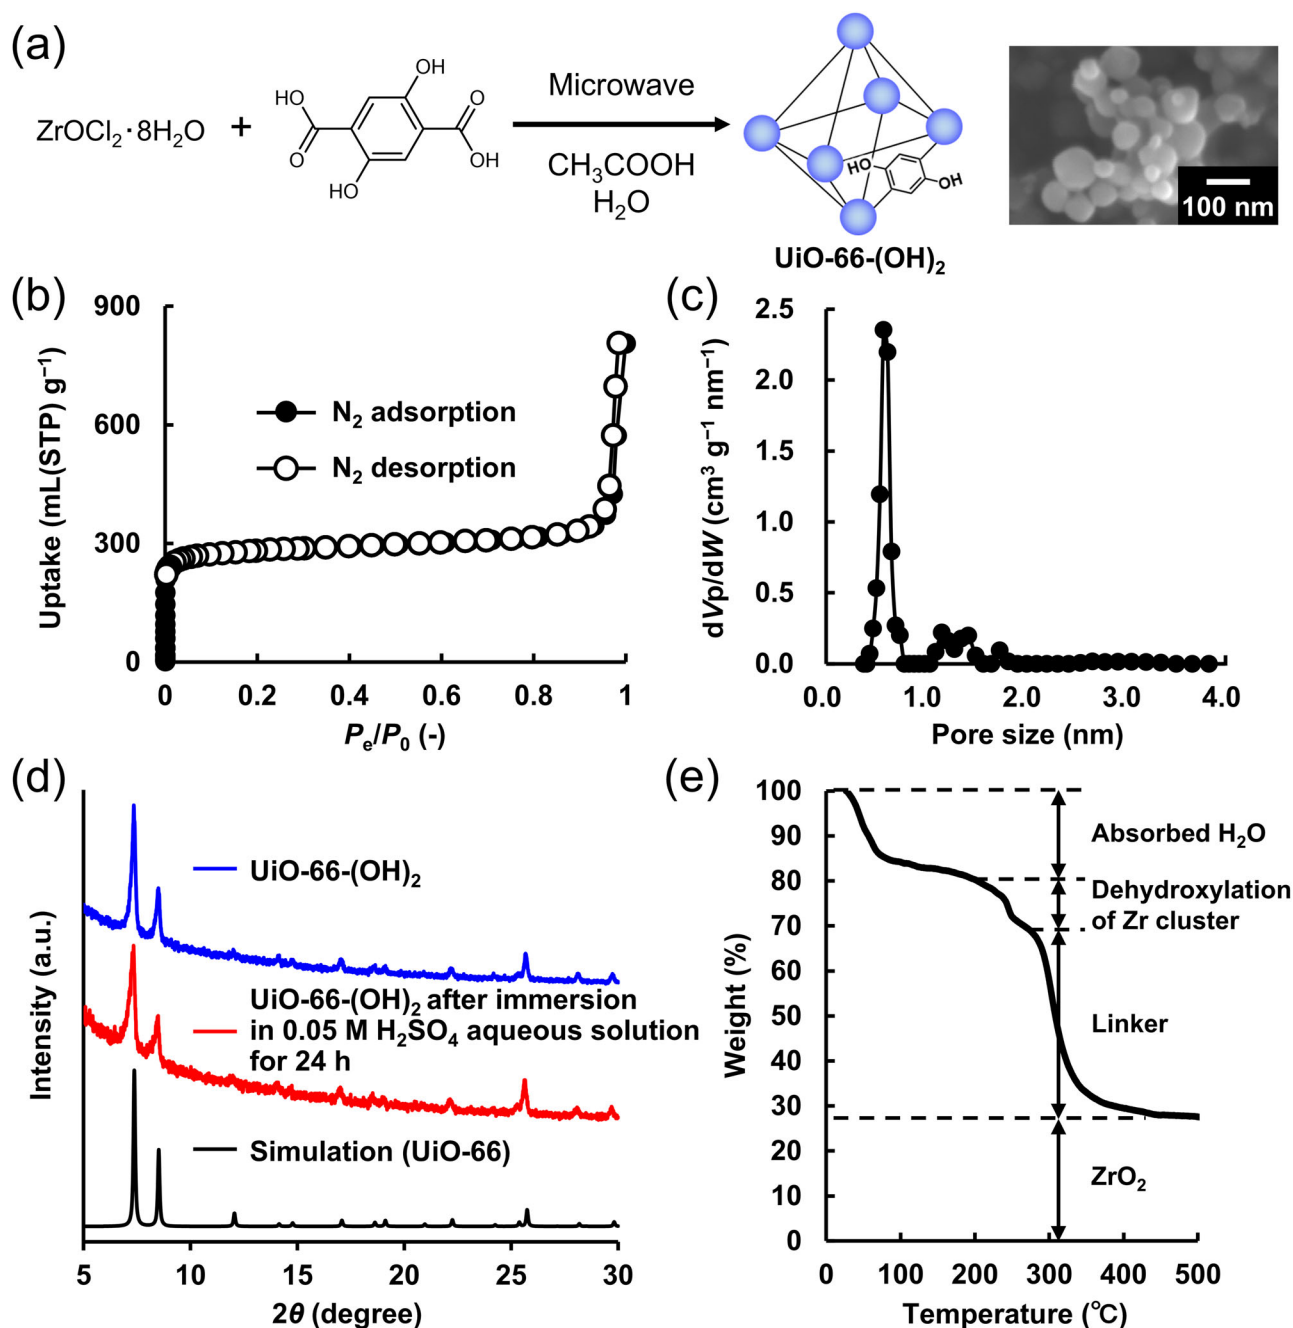 (a)
ZrOCl₂·8H₂O
+
OH
HO
O
O
OH
HO
Microwave
CH₃COOH
H₂O
HO
OH
UiO-66-(OH)₂
100 nm
(b)
Uptake (mL(STP) g⁻¹)
900
600
300
0
N₂ adsorption
N₂ desorption
0 0.2 0.4 0.6 0.8 1
Pe/P₀ (-)
(c)
dVp/dW (cm³ g⁻¹ nm⁻¹)
2.5
2.0
1.5
1.0
0.5
0.0
0.0 1.0 2.0 3.0 4.0
Pore size (nm)
(d)
Intensity (a.u.)
UiO-66-(OH)₂
UiO-66-(OH)₂ after immersion
in 0.05 M H₂SO₄ aqueous solution
for 24 h
Simulation (UiO-66)
5 10 15 20 25 30
2θ (degree)
(e)
Weight (%)
100
90
80
70
60
50
40
30
20
10
0
Absorbed H₂O
Dehydroxylation
of Zr cluster
Linker
ZrO₂
0 100 200 300 400 500
Temperature (℃)